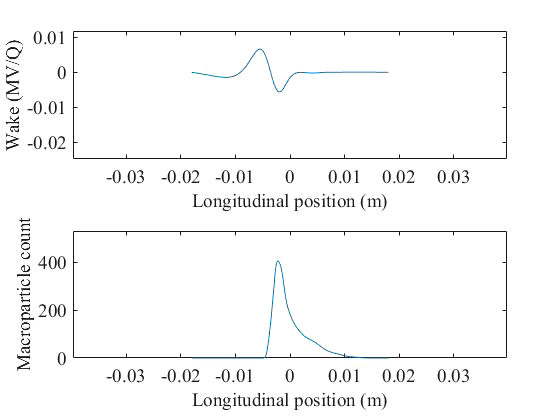 Wake (MV/Q)
0.01
0
-0.01
-0.02
-0.03 -0.02 -0.01 0 0.01 0.02 0.03
Longitudinal position (m)
Macroparticle count
400
200
0
-0.03 -0.02 -0.01 0 0.01 0.02 0.03
Longitudinal position (m)